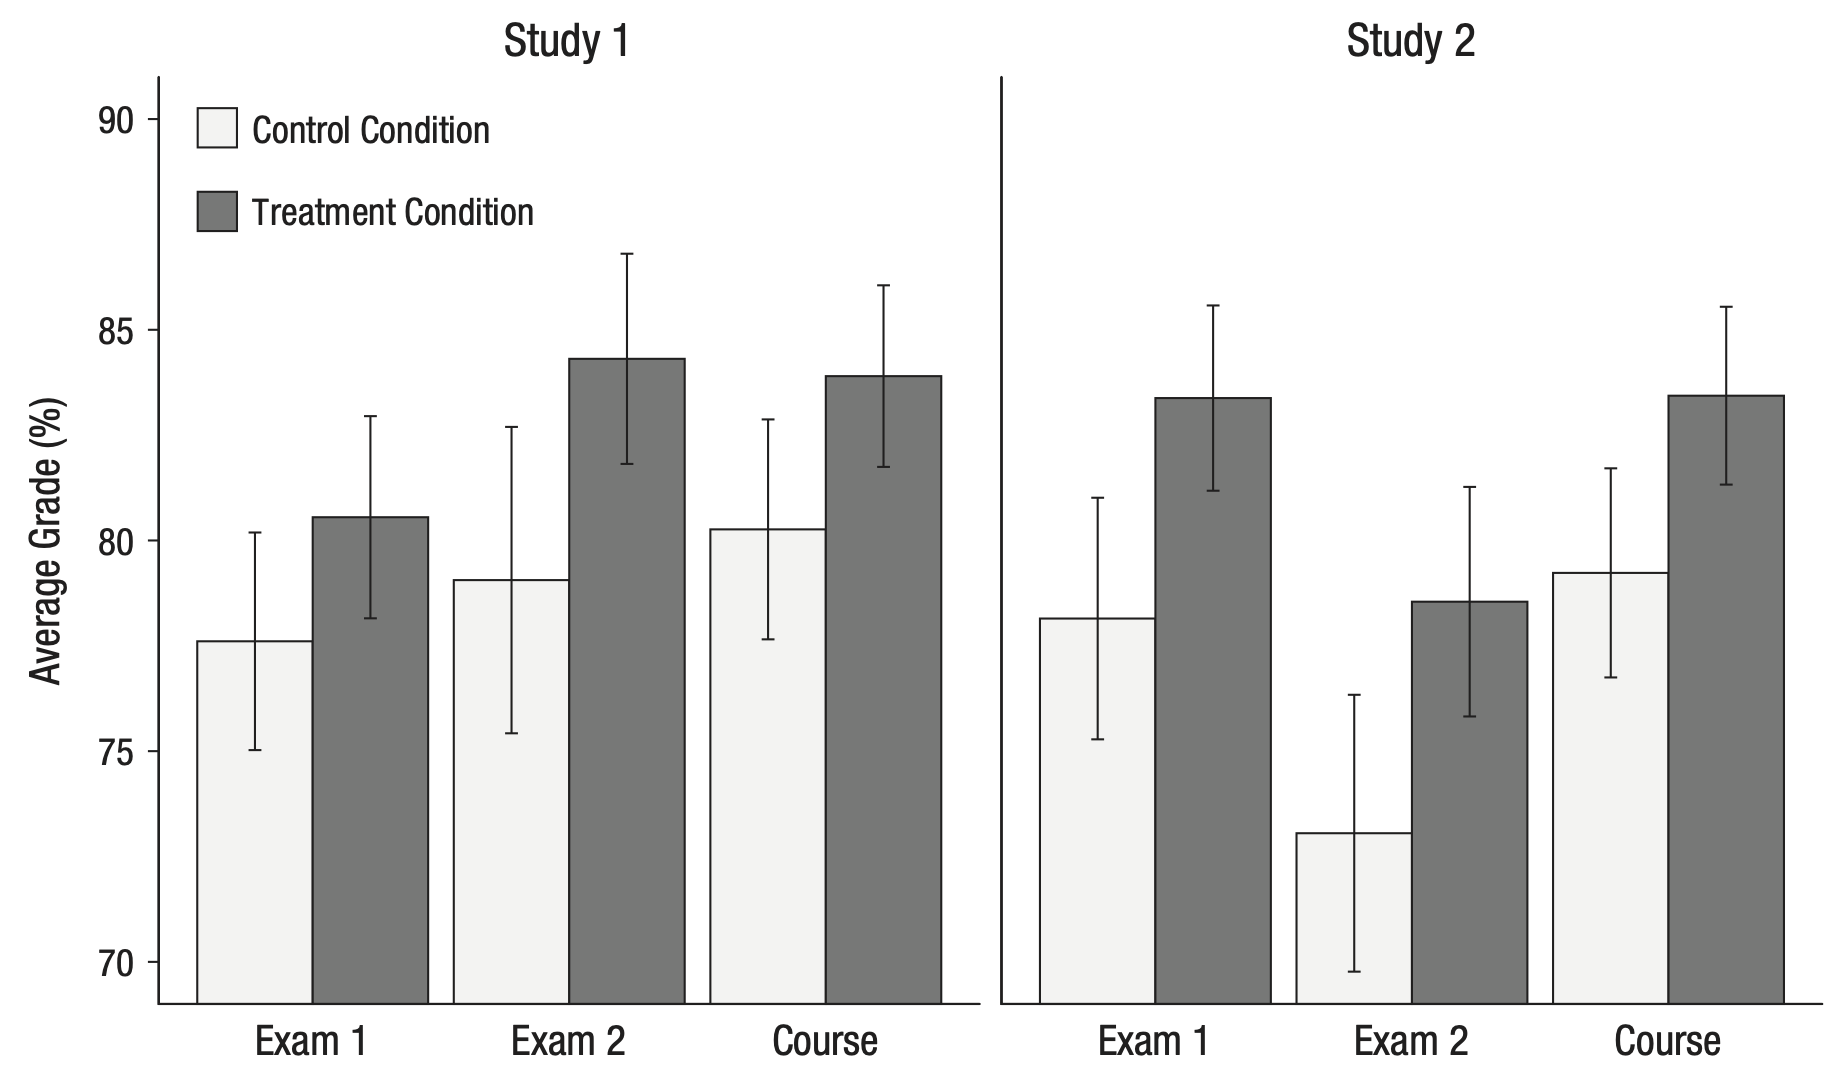 Study 1
Study 2
Control Condition
Treatment Condition
90
85
80
75
70
Average Grade (%)
Exam 1
Exam 2
Course
Exam 1
Exam 2
Course